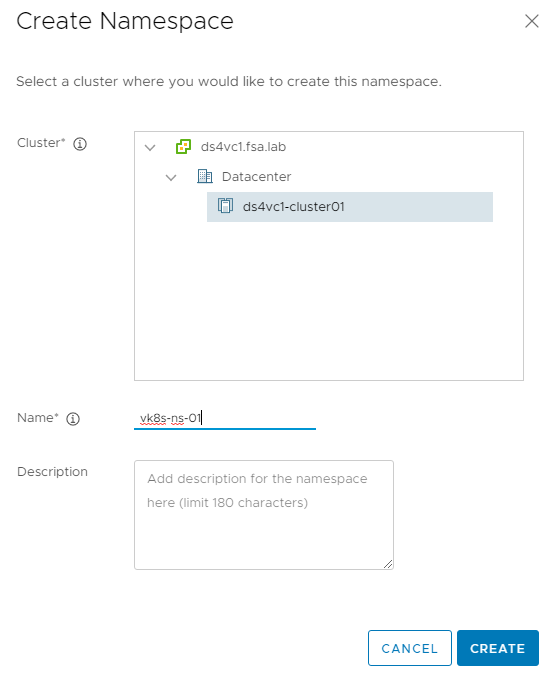 Create Namespace
Select a cluster where you would like to create this namespace.
Cluster*
ds4vc1.fsa.lab
Datacenter
ds4vc1-cluster01
Name*
vk8s-ns-01
Description
Add description for the namespace
here (limit 180 characters)
CANCEL
CREATE